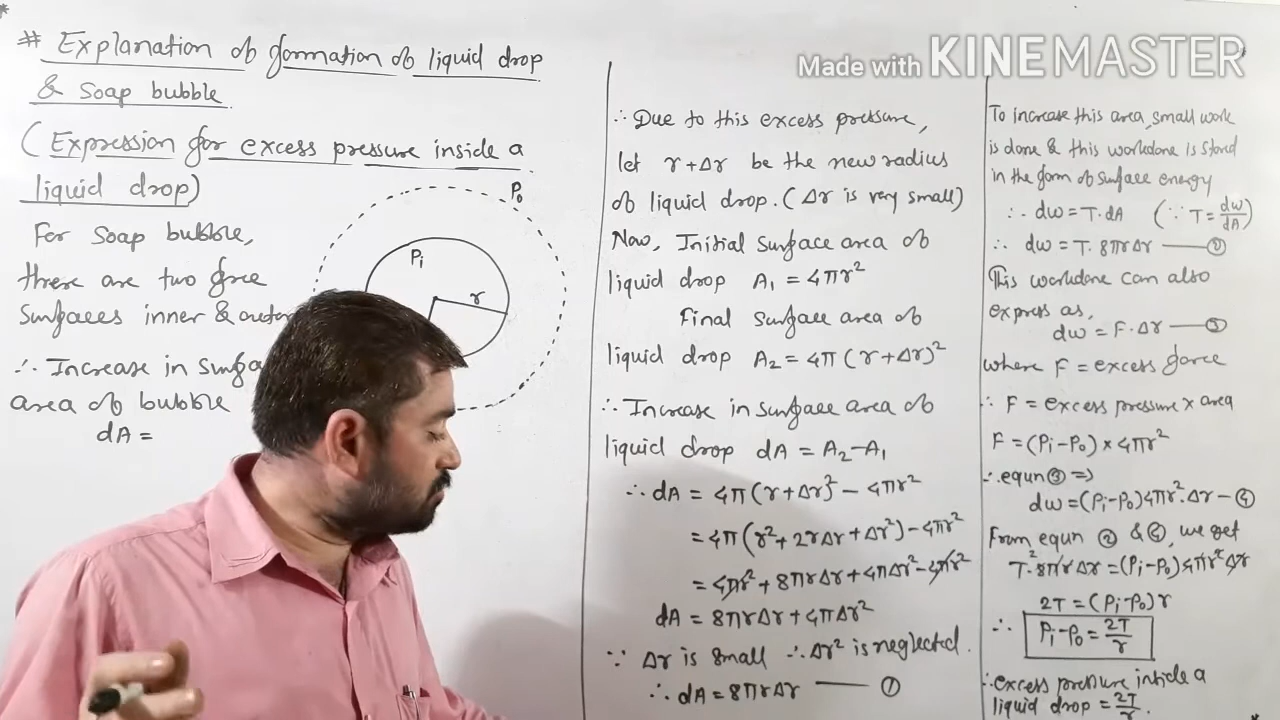 # Explanation of formation of liquid drop
& Soap bubble
(Expression for excess pressure inside a
liquid drop)
For Soap bubble,
there are two free
Surfaces inner &
∴ Increase in
area of bubble
dA =
P₀
Pi
r
∴ Due to this excess pressure,
let r+Δr be the new radius
of liquid drop. (Δr is very small)
Now, Initial Surface area of
liquid drop A₁ = 4πr²
Final Surface area of
liquid drop A₂ = 4π(r+Δr)²
∴ Increase in surface area of
liquid drop dA = A₂-A₁
∴ dA = 4π(r+Δr)² - 4πr²
= 4π(r²+2rΔr+Δr²) - 4πr²
= 4πr² + 8πrΔr + 4πΔr² - 4πr²
dA = 8πrΔr + 4πΔr²
∵ Δr is small ∴ Δr² is neglected.
∴ dA = 8πrΔr — ①
Made with KINEMASTER
To increase this area, small work
is done & this workdone is stored
in the form of surface energy
∴ dw = T·dA (∵ T = dw/dA)
∴ dw = T·8πrΔr — ②
This workdone can also
express as,
dw = F·Δr — ③
where F = excess force
∴ F = excess pressure × area
F = (Pi-P₀) × 4πr²
∴ equn ③ ⇒
dw = (Pi-P₀)4πr²·Δr — ④
From equn ② & ④, we get
T·8πrΔr = (Pi-P₀)4πr²Δr
2
2T = (Pi-P₀)r
∴ Pi-P₀ = 2T/r
∴ excess pressure inside a
liquid drop = 2T/r.